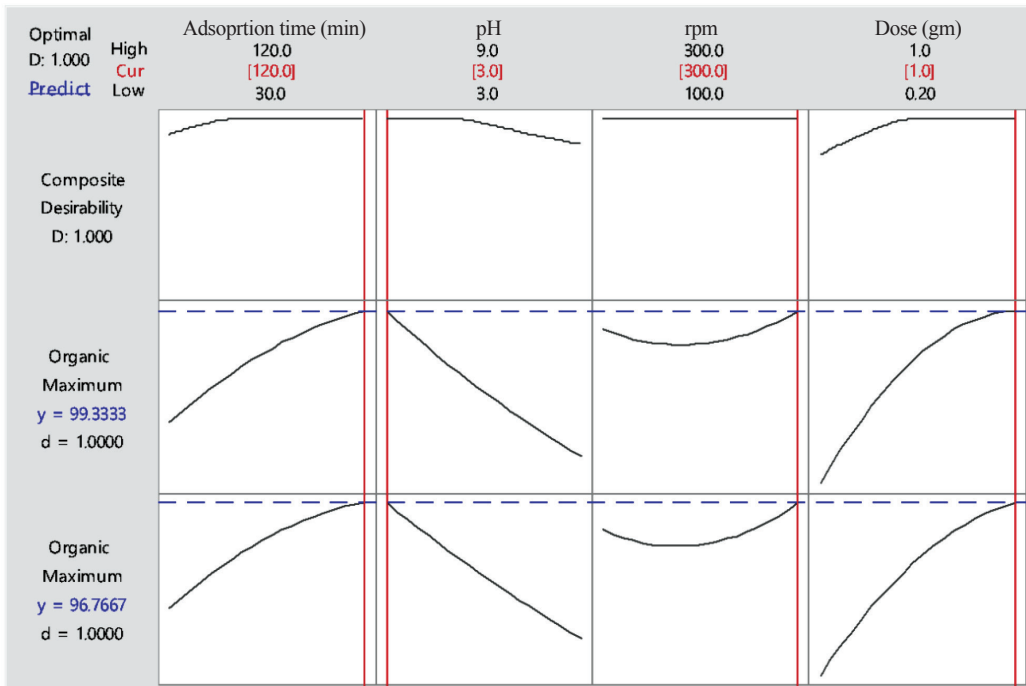 Optimal
D: 1.000
Predict
High
Cur
Low
Adsoprtion time (min)
120.0
[120.0]
30.0
pH
9.0
[3.0]
3.0
rpm
300.0
[300.0]
100.0
Dose (gm)
1.0
[1.0]
0.20
Composite
Desirability
D: 1.000
Organic
Maximum
y = 99.3333
d = 1.0000
Organic
Maximum
y = 96.7667
d = 1.0000